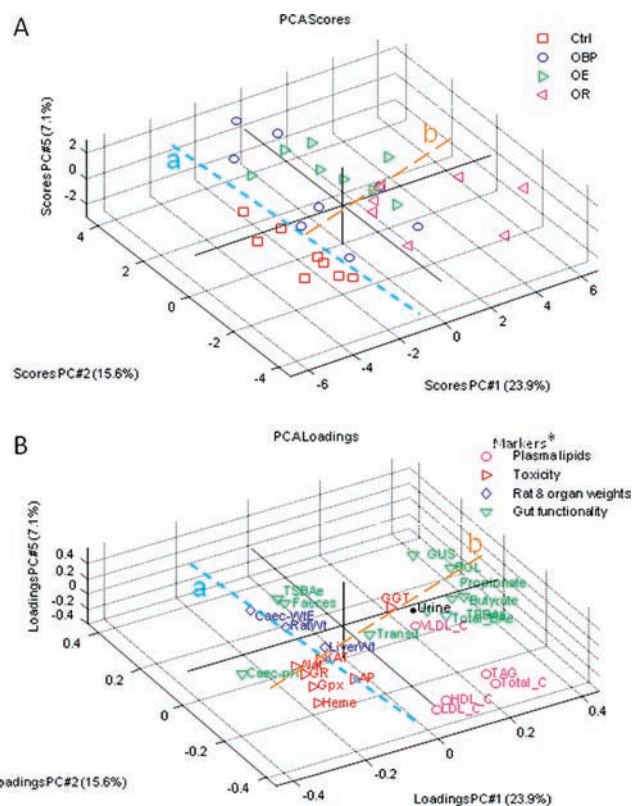 A
PCAScores
Ctrl
OBP
OE
OR
b
a
Scores PC#5 (7.1%)
2
0
-2
4
2
0
-2
-4
Scores PC#2 (15.6%)
-6
-4
-2
0
2
4
6
Scores PC#1 (23.9%)
B
PCALoadings
Markers*
Plasma lipids
Toxicity
Rat & organ weights
Gut functionality
b
a
GUS
Propionate
Butyrate
Urine
GGT
VLDL_C
Transit
TSBAe
Faeces
Caec-WtE
RatWt
LiverWt
Caec-pH
GR
AP
Gpx
Heme
TAG
Total_C
HDL_C
LDL_C
LoadingsPC#5 (7.1%)
0.4
0.2
0
-0.2
-0.4
0.4
0.2
0
-0.2
-0.4
oadingsPC#2 (15.6%)
-0.4
-0.2
0
0.2
0.4
LoadingsPC#1 (23.9%)